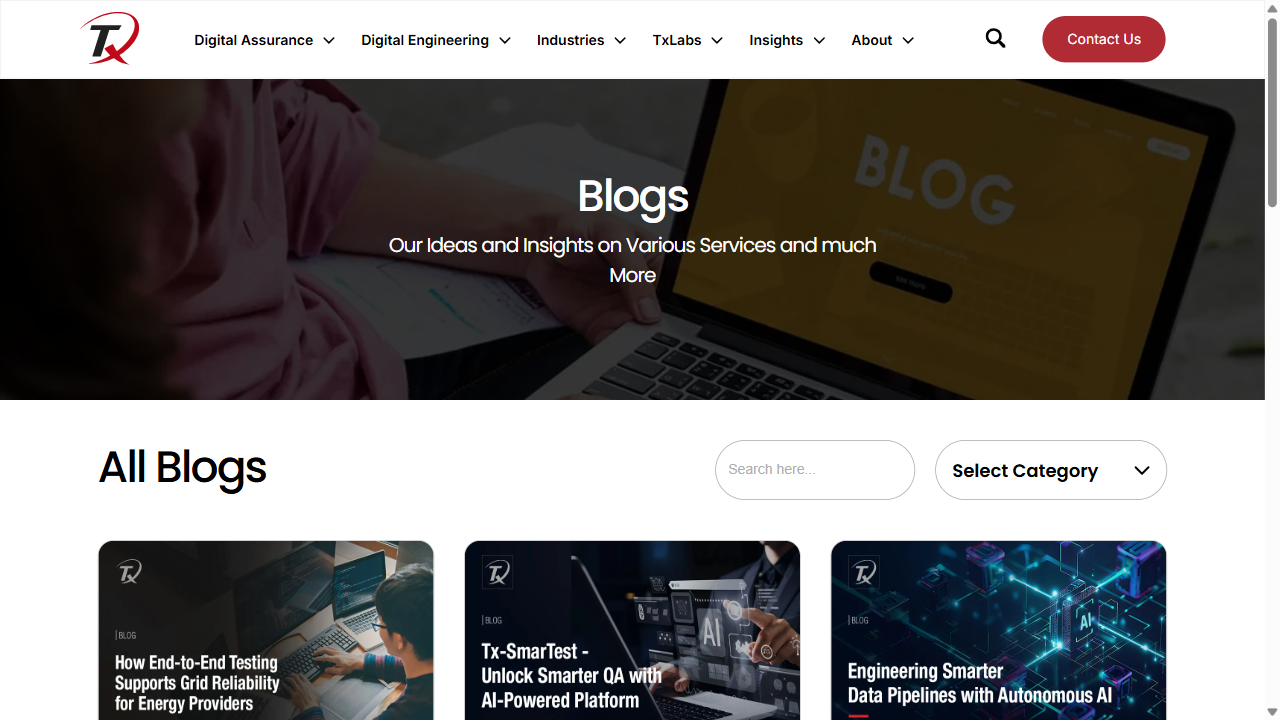 Tx
Digital Assurance
Digital Engineering
Industries
TxLabs
Insights
About
Contact Us
BLOG
Blogs
Our Ideas and Insights on Various Services and much
More
All Blogs
Search here...
Select Category
Tx
|BLOG
How End-to-End Testing
Supports Grid Reliability
for Energy Providers
Tx
|BLOG
Tx-SmarTest -
Unlock Smarter QA with
AI-Powered Platform
AI
Tx
|BLOG
Engineering Smarter
Data Pipelines with Autonomous AI
AI